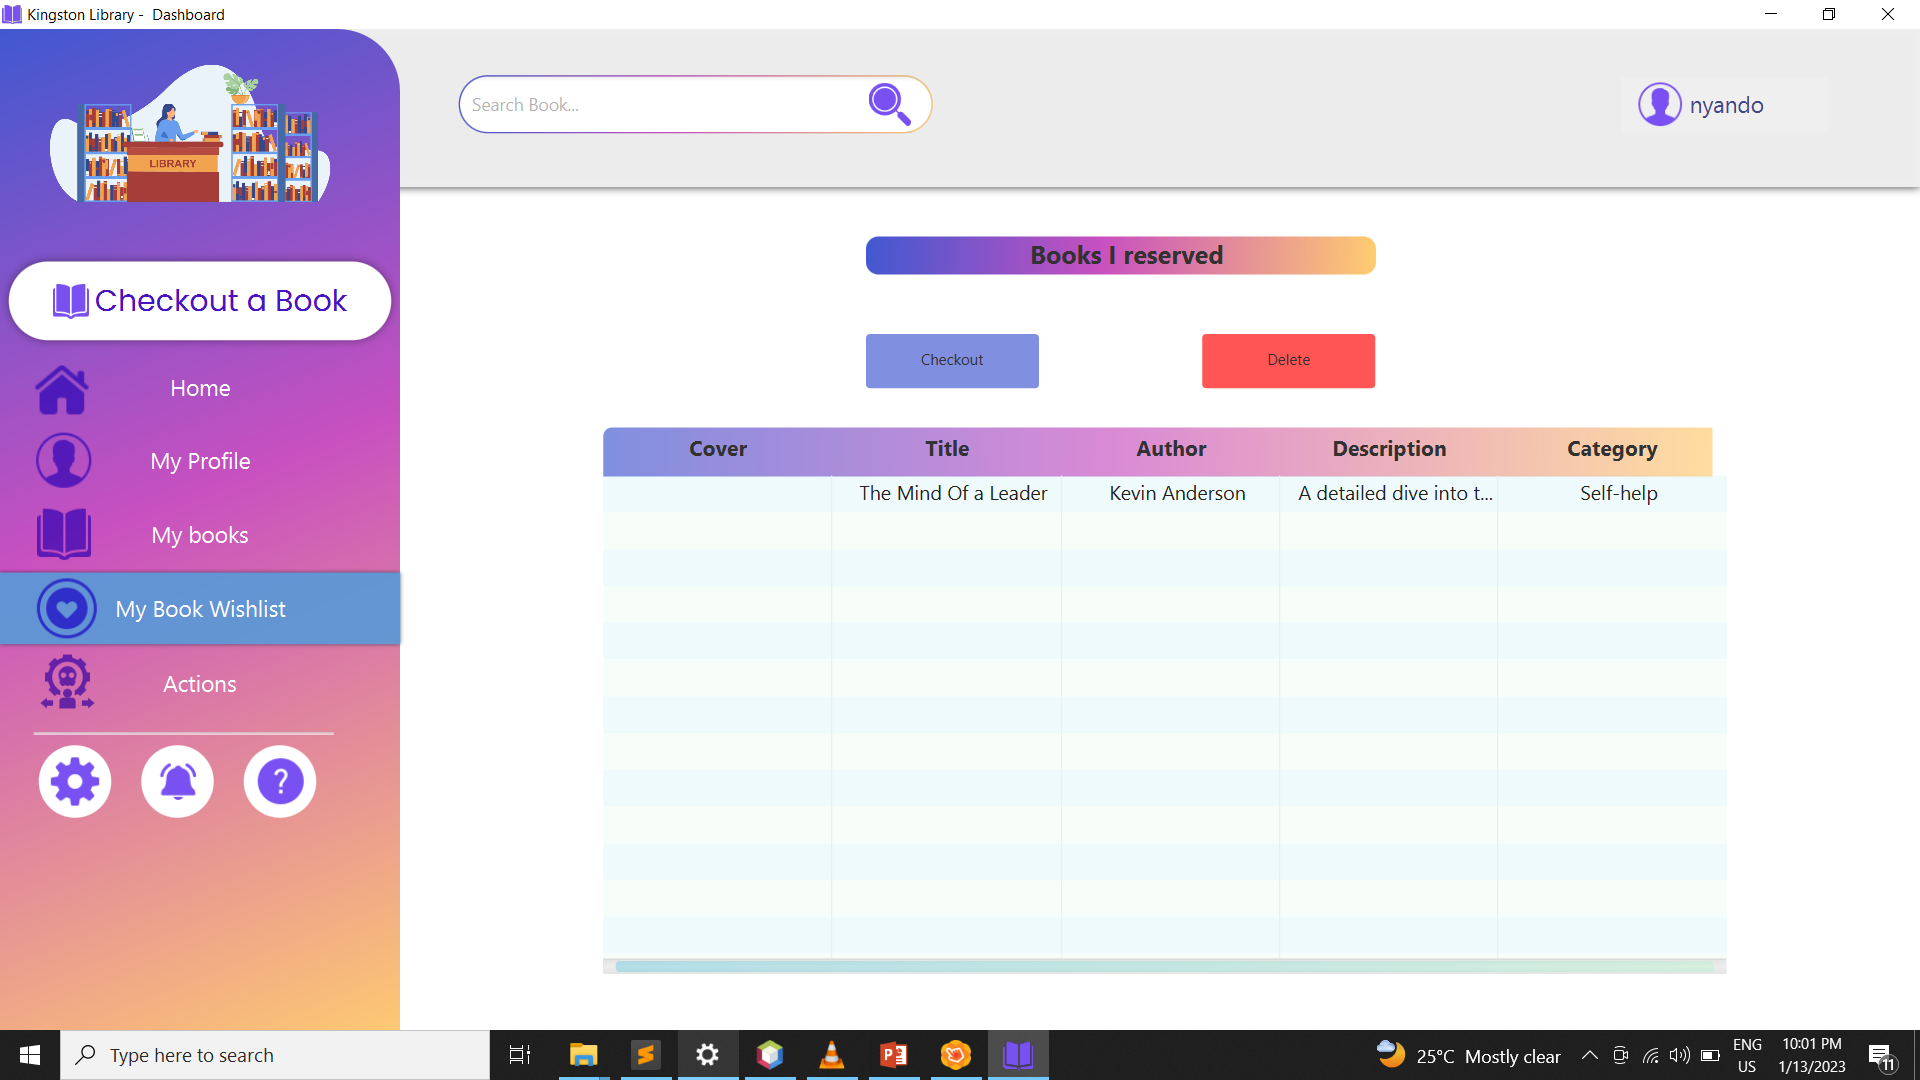 Kingston Library -  Dashboard
Search Book...
nyando
LIBRARY
Checkout a Book
Home
My Profile
My books
My Book Wishlist
Actions
?
Books I reserved
Checkout
Delete
Cover Title Author Description Category
The Mind Of a Leader Kevin Anderson A detailed dive into t... Self-help
Type here to search
25°C Mostly clear
ENG
US
10:01 PM
1/13/2023
11